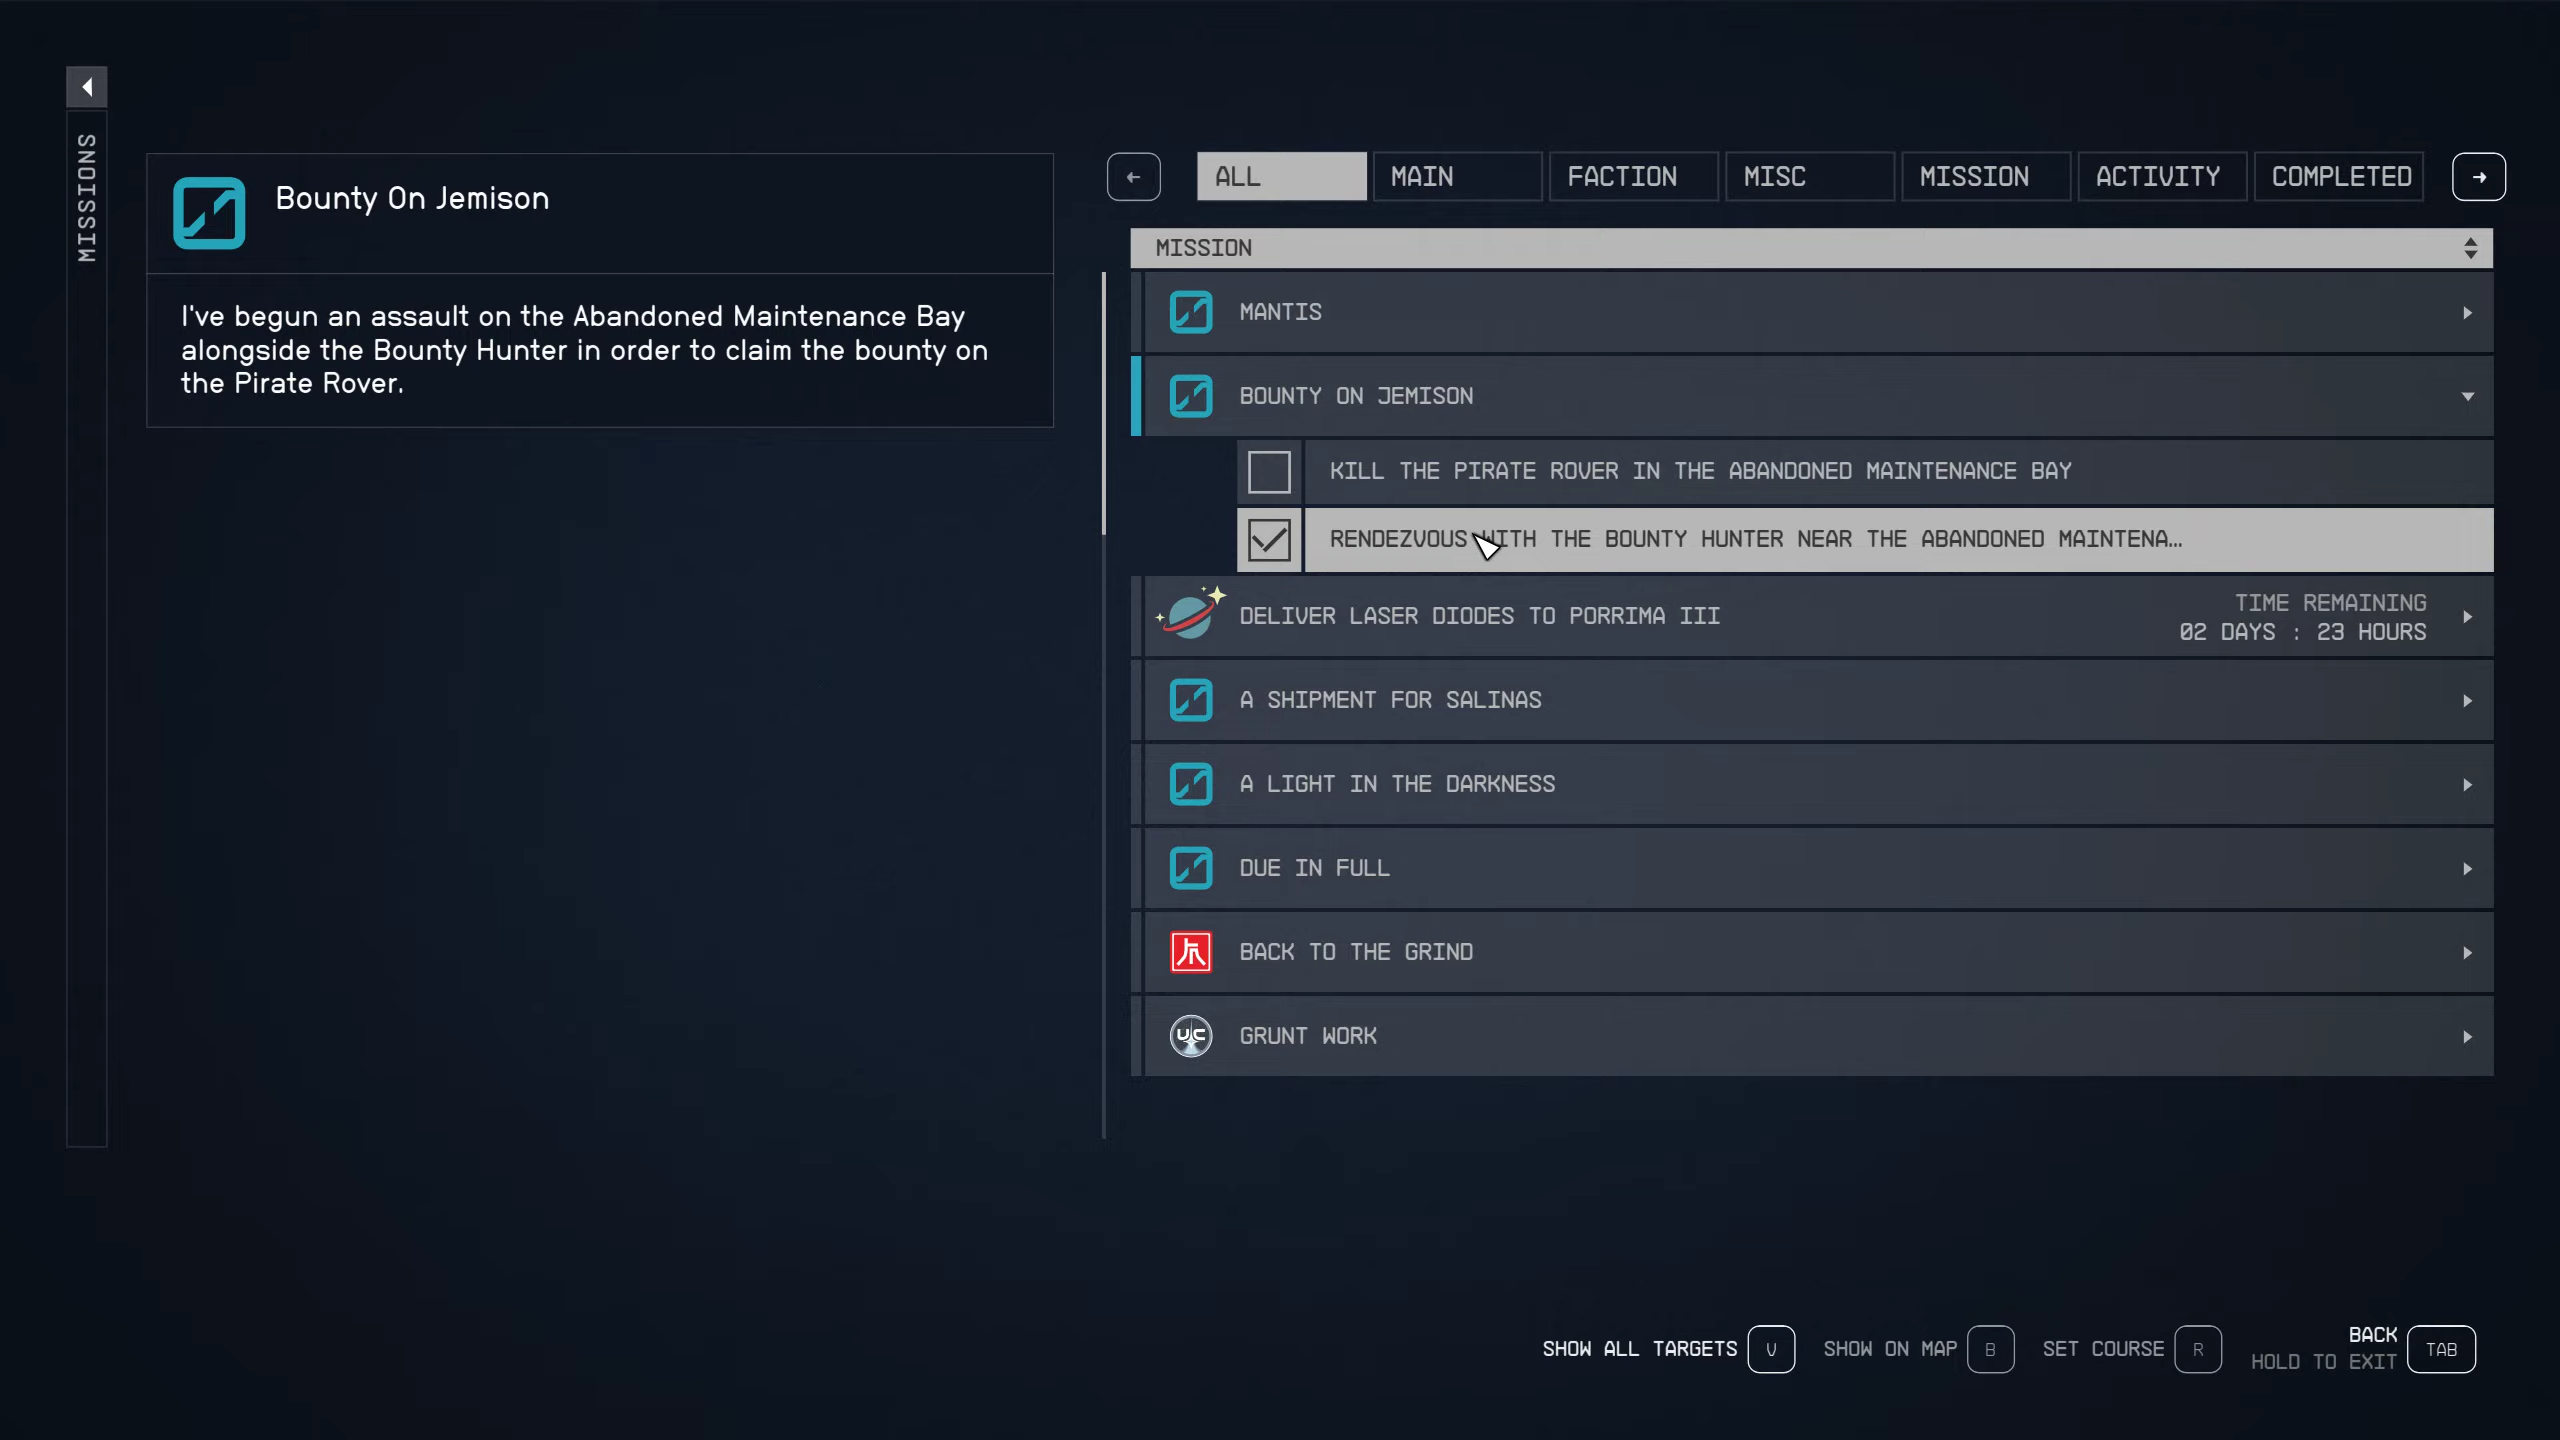 MISSIONS
Bounty On Jemison
I've begun an assault on the Abandoned Maintenance Bay
alongside the Bounty Hunter in order to claim the bounty on
the Pirate Rover.
ALL
MAIN
FACTION
MISC
MISSION
ACTIVITY
COMPLETED
MISSION
MANTIS
BOUNTY ON JEMISON
KILL THE PIRATE ROVER IN THE ABANDONED MAINTENANCE BAY
RENDEZVOUS WITH THE BOUNTY HUNTER NEAR THE ABANDONED MAINTENA...
DELIVER LASER DIODES TO PORRIMA III
TIME REMAINING
02 DAYS : 23 HOURS
A SHIPMENT FOR SALINAS
A LIGHT IN THE DARKNESS
DUE IN FULL
BACK TO THE GRIND
UC
GRUNT WORK
SHOW ALL TARGETS V
SHOW ON MAP B
SET COURSE R
BACK
HOLD TO EXIT
TAB